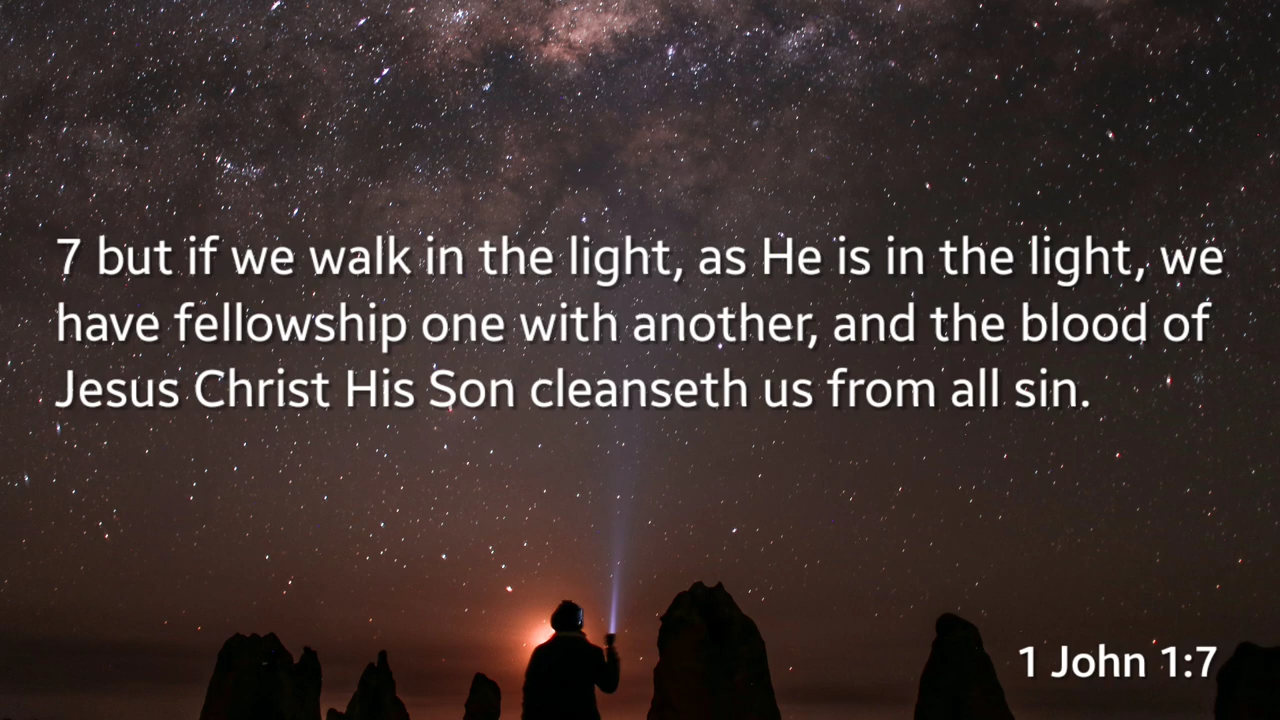 7 but if we walk in the light, as He is in the light, we
have fellowship one with another, and the blood of
Jesus Christ His Son cleanseth us from all sin.
1 John 1:7